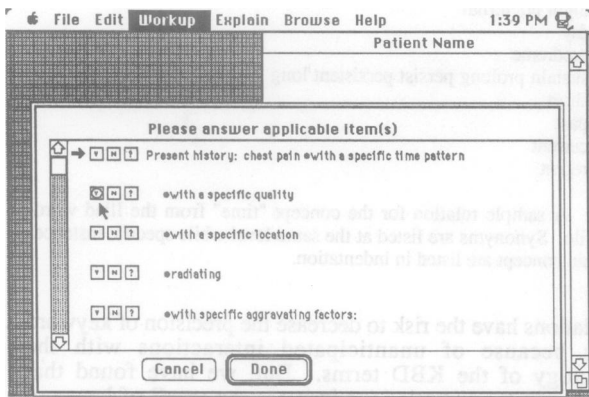 File Edit Workup Explain Browse Help 1:39 PM
Patient Name
Please answer applicable item(s)
Y N ? Present history: chest pain •with a specific time pattern
Y N ? •with a specific quality
Y N ? •with a specific location
Y N ? •radiating
Y N ? •with specific aggravating factors:
Cancel Done